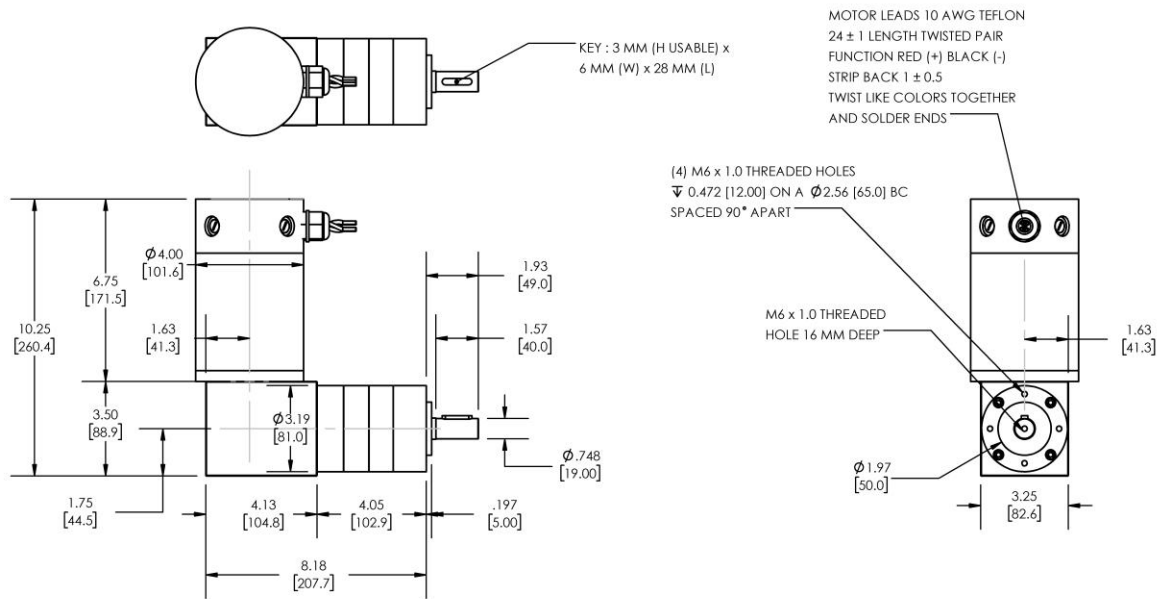 KEY : 3 MM (H USABLE) x
6 MM (W) x 28 MM (L)
MOTOR LEADS 10 AWG TEFLON
24 ± 1 LENGTH TWISTED PAIR
FUNCTION RED (+) BLACK (-)
STRIP BACK 1 ± 0.5
TWIST LIKE COLORS TOGETHER
AND SOLDER ENDS
(4) M6 x 1.0 THREADED HOLES
↧ 0.472 [12.00] ON A Ø2.56 [65.0] BC
SPACED 90° APART
M6 x 1.0 THREADED
HOLE 16 MM DEEP
10.25
[260.4]
6.75
[171.5]
Ø4.00
[101.6]
1.63
[41.3]
1.93
[49.0]
1.57
[40.0]
3.50
[88.9]
Ø3.19
[81.0]
Ø.748
[19.00]
1.75
[44.5]
4.13
[104.8]
4.05
[102.9]
.197
[5.00]
8.18
[207.7]
1.63
[41.3]
Ø1.97
[50.0]
3.25
[82.6]